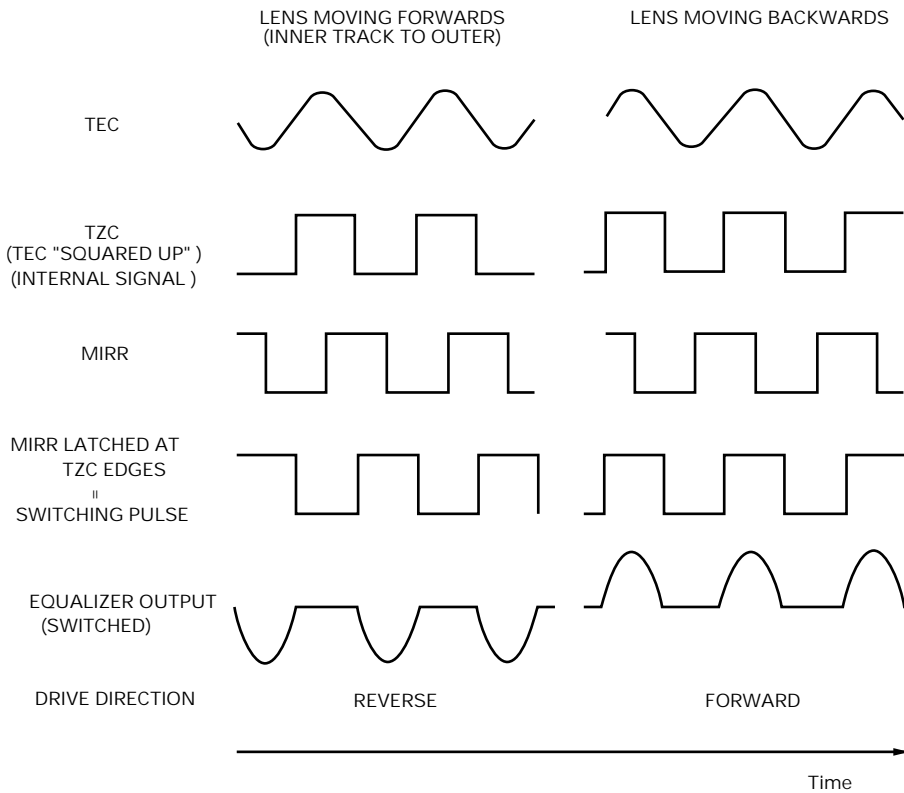 LENS MOVING FORWARDS
(INNER TRACK TO OUTER)
LENS MOVING BACKWARDS
TEC
TZC
(TEC "SQUARED UP" )
(INTERNAL SIGNAL )
MIRR
MIRR LATCHED AT
TZC EDGES
=
SWITCHING PULSE
EQUALIZER OUTPUT
(SWITCHED)
DRIVE DIRECTION
REVERSE
FORWARD
Time